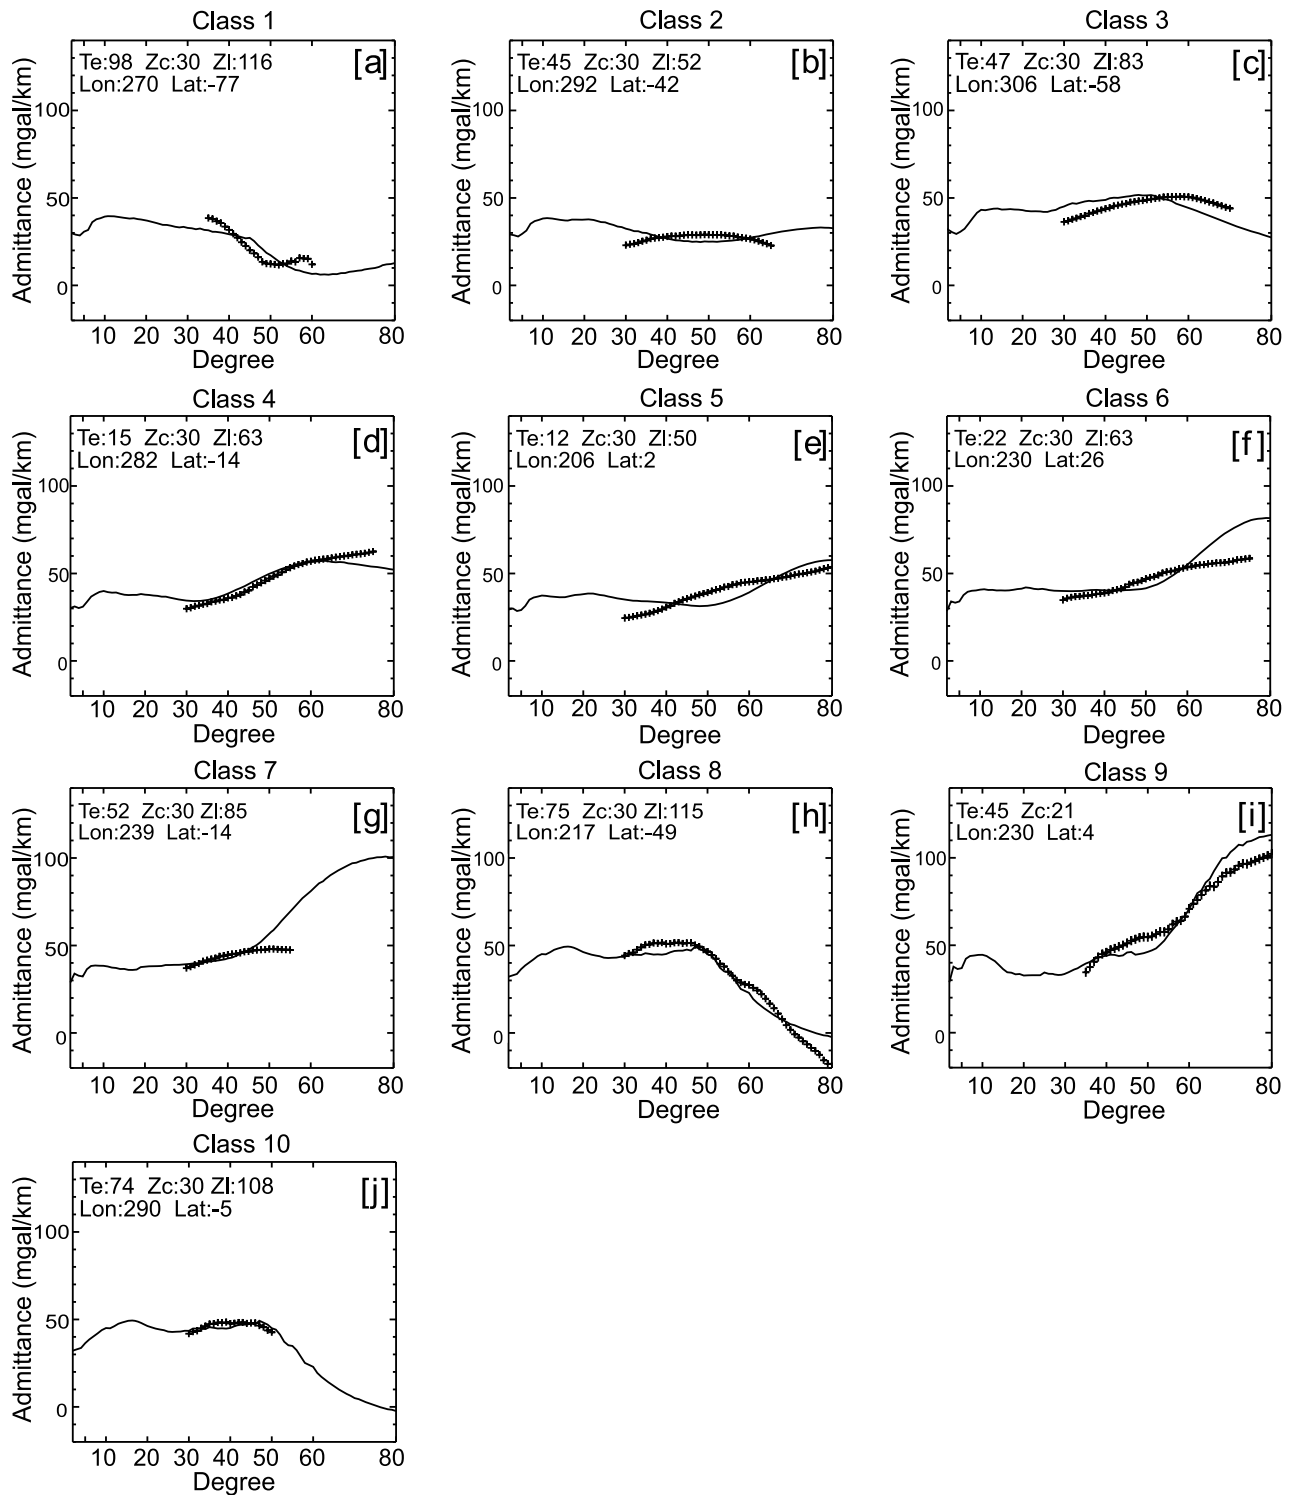 Class 1
Te:98 Zc:30 Zl:116 [a]
Lon:270 Lat:-77
Admittance (mgal/km)
100
50
0
10 20 30 40 50 60 80
Degree
Class 2
Te:45 Zc:30 Zl:52 [b]
Lon:292 Lat:-42
Admittance (mgal/km)
100
50
0
10 20 30 40 50 60 80
Degree
Class 3
Te:47 Zc:30 Zl:83 [c]
Lon:306 Lat:-58
Admittance (mgal/km)
100
50
0
10 20 30 40 50 60 80
Degree
Class 4
Te:15 Zc:30 Zl:63 [d]
Lon:282 Lat:-14
Admittance (mgal/km)
100
50
0
10 20 30 40 50 60 80
Degree
Class 5
Te:12 Zc:30 Zl:50 [e]
Lon:206 Lat:2
Admittance (mgal/km)
100
50
0
10 20 30 40 50 60 80
Degree
Class 6
Te:22 Zc:30 Zl:63 [f]
Lon:230 Lat:26
Admittance (mgal/km)
100
50
0
10 20 30 40 50 60 80
Degree
Class 7
Te:52 Zc:30 Zl:85 [g]
Lon:239 Lat:-14
Admittance (mgal/km)
100
50
0
10 20 30 40 50 60 80
Degree
Class 8
Te:75 Zc:30 Zl:115 [h]
Lon:217 Lat:-49
Admittance (mgal/km)
100
50
0
10 20 30 40 50 60 80
Degree
Class 9
Te:45 Zc:21 [i]
Lon:230 Lat:4
Admittance (mgal/km)
100
50
0
10 20 30 40 50 60 80
Degree
Class 10
Te:74 Zc:30 Zl:108 [j]
Lon:290 Lat:-5
Admittance (mgal/km)
100
50
0
10 20 30 40 50 60 80
Degree